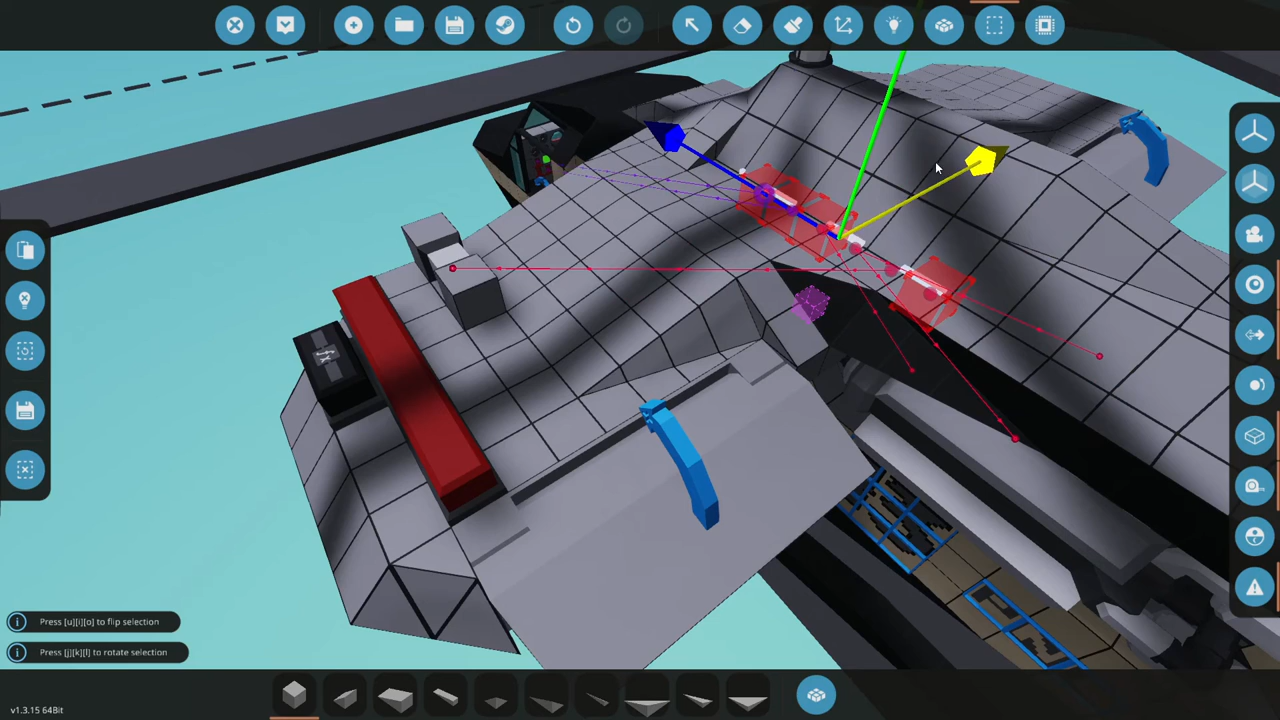 Press [u][i][o] to flip selection
Press [j][k][l] to rotate selection
v1.3.15 64Bit